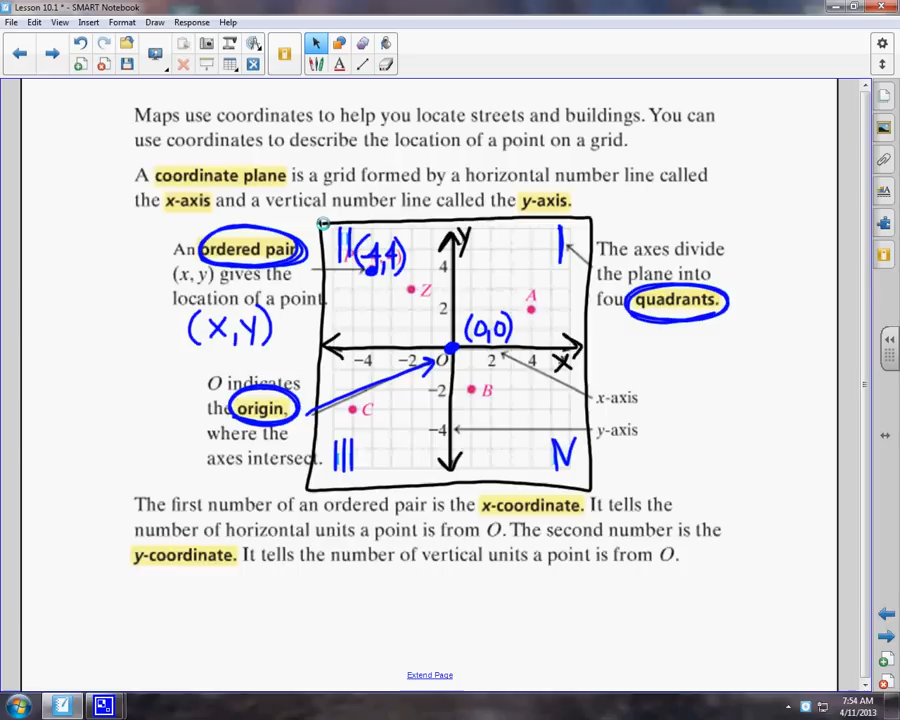 Lesson 10.1 * - SMART Notebook
File Edit View Insert Format Draw Response Help
Maps use coordinates to help you locate streets and buildings. You can
use coordinates to describe the location of a point on a grid.
A coordinate plane is a grid formed by a horizontal number line called
the x-axis and a vertical number line called the y-axis.
An ordered pair
(x, y) gives the
location of a point.
(X,Y)
O indicates
the origin,
where the
axes intersect.
II
I
y
4
Z
A
2
(0,0)
-4 -2 O 2 4 X
-2
B
C
-4
III
IV
The axes divide
the plane into
four quadrants.
x-axis
y-axis
The first number of an ordered pair is the x-coordinate. It tells the
number of horizontal units a point is from O. The second number is the
y-coordinate. It tells the number of vertical units a point is from O.
Extend Page
7:54 AM
4/11/2013